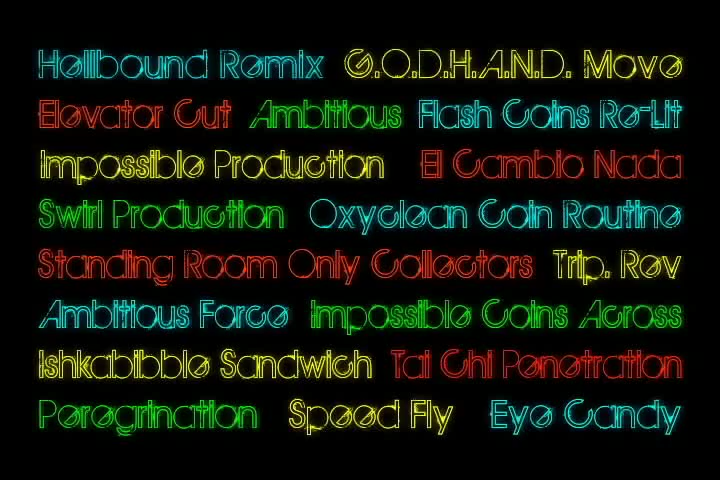 Hellbound Remix G.O.D.H.A.N.D. Move
Elevator Cut Ambitious Flash Coins Re-Lit
Impossible Production El Cambio Nada
Swirl Production Oxyclean Coin Routine
Standing Room Only Collectors Trip. Rev
Ambitious Force Impossible Coins Across
Ishkabibble Sandwich Tai Chi Penetration
Peregrination Speed Fly Eye Candy